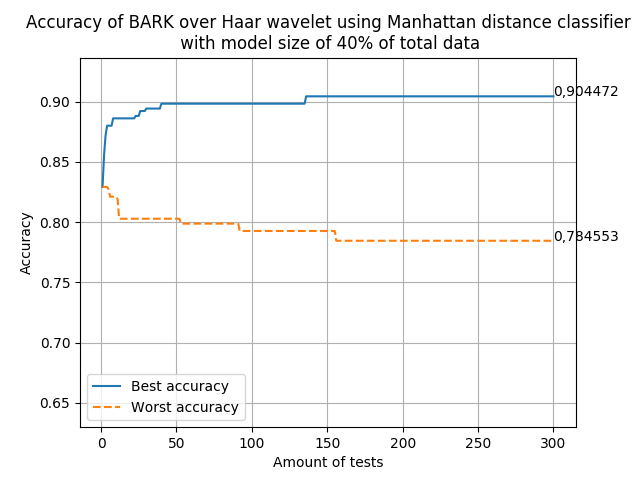 Accuracy of BARK over Haar wavelet using Manhattan distance classifier
with model size of 40% of total data
0.90
0,904472
0.85
0.80
0,784553
0.75
0.70
0.65
Accuracy
Best accuracy
Worst accuracy
0 50 100 150 200 250 300
Amount of tests